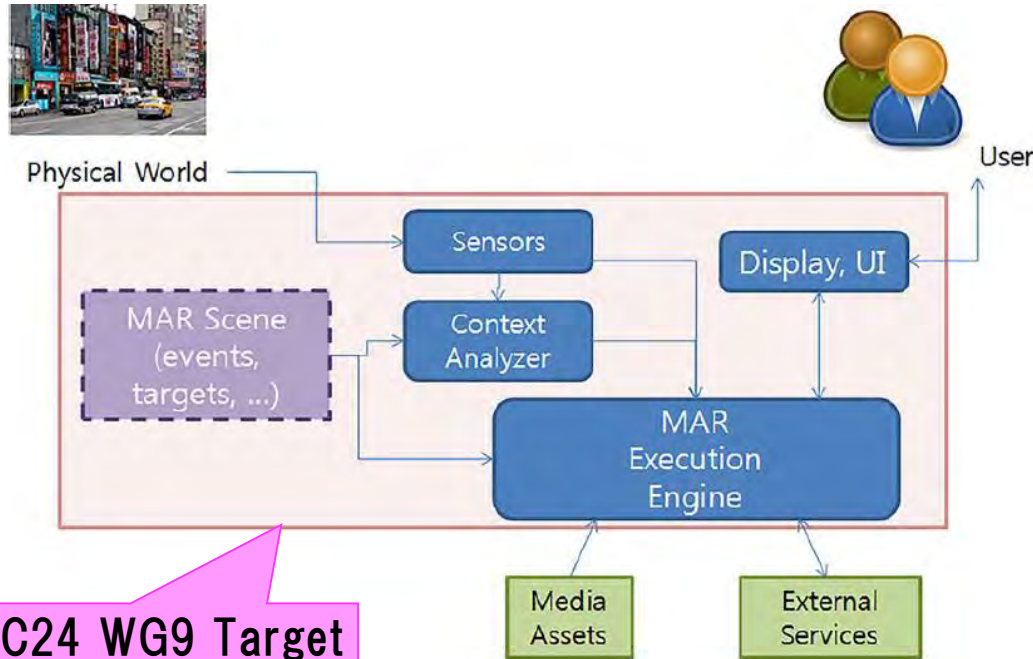 Physical World
User
Sensors
Display, UI
MAR Scene
(events,
targets, ...)
Context
Analyzer
MAR
Execution
Engine
Media
Assets
External
Services
C24 WG9 Target